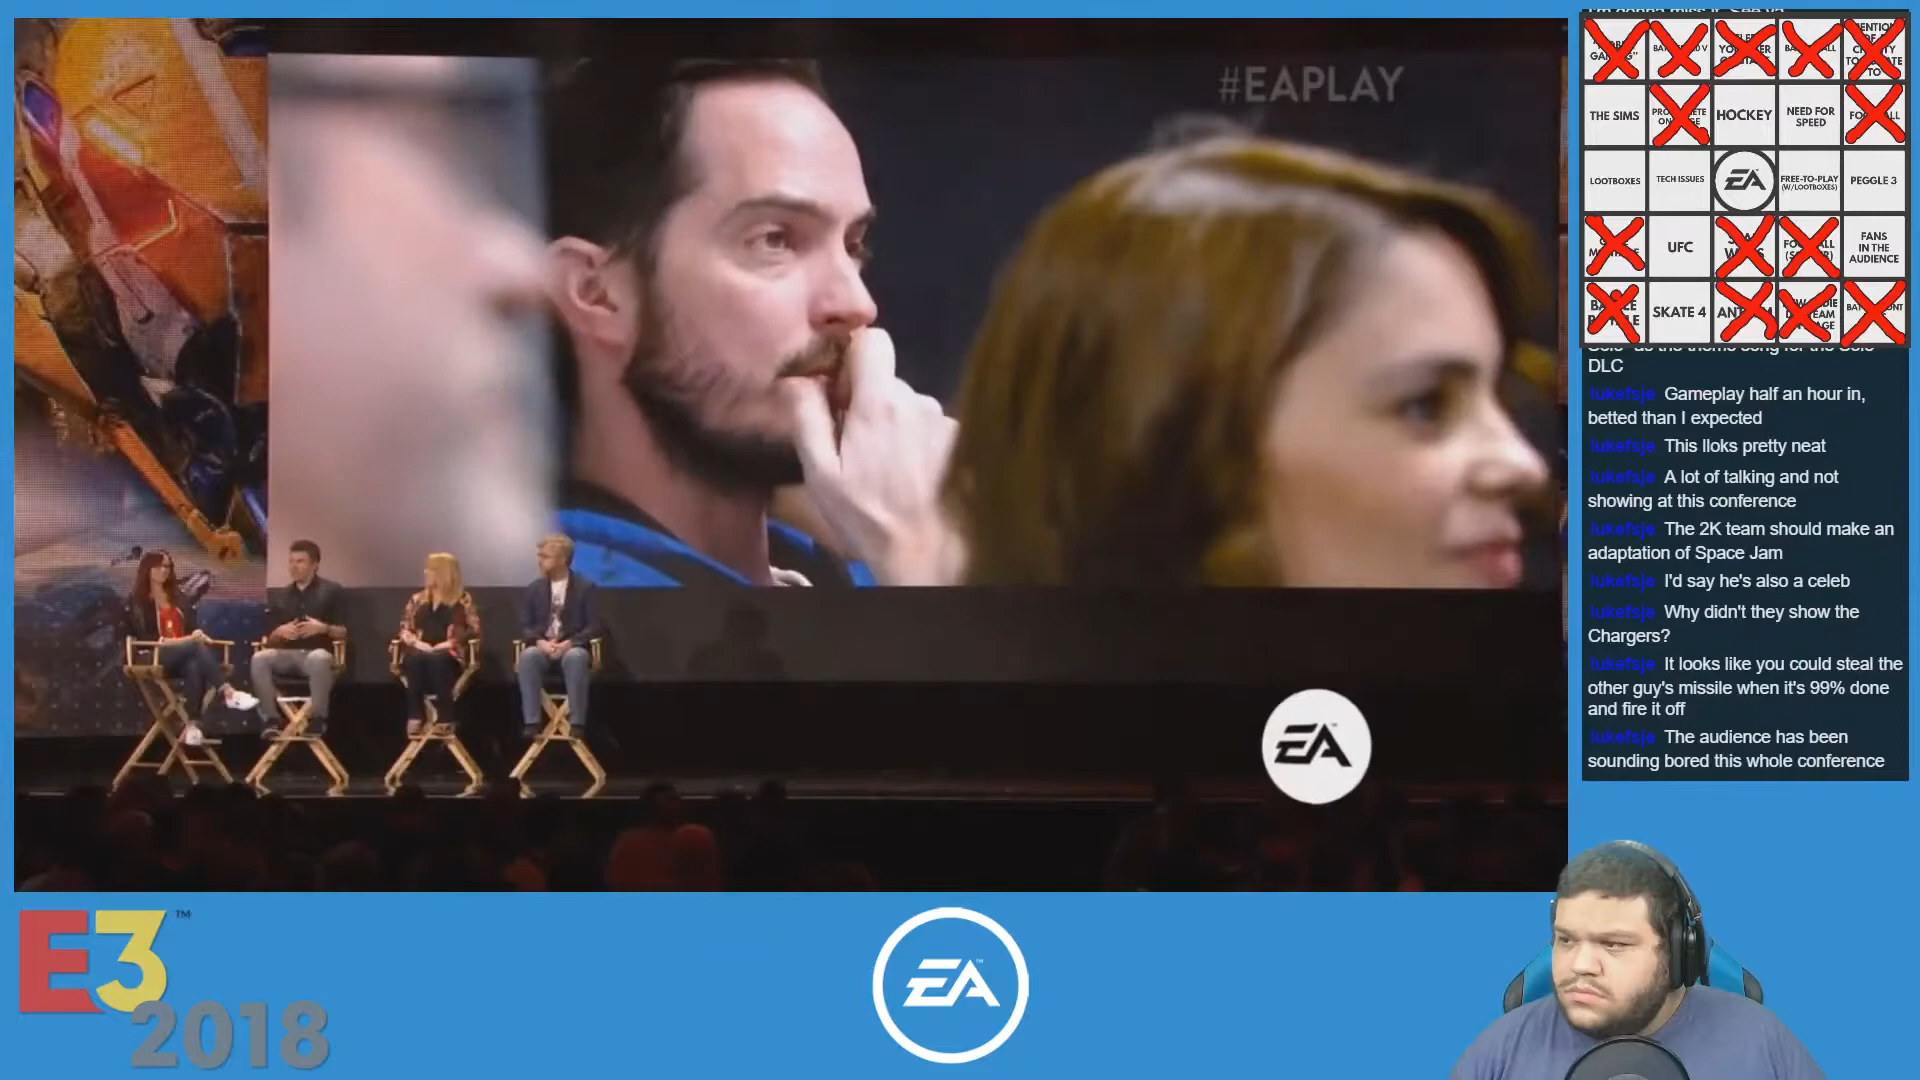 #EAPLAY
EA
THE SIMS
HOCKEY
NEED FOR
SPEED
LOOTBOXES
TECH ISSUES
EA
FREE-TO-PLAY
(W/LOOTBOXES)
PEGGLE 3
UFC
FANS
IN THE
AUDIENCE
SKATE 4
DLC
lukefsje Gameplay half an hour in,
betted than I expected
lukefsje This lloks pretty neat
lukefsje A lot of talking and not
showing at this conference
lukefsje The 2K team should make an
adaptation of Space Jam
lukefsje I'd say he's also a celeb
lukefsje Why didn't they show the
Chargers?
lukefsje It looks like you could steal the
other guy's missile when it's 99% done
and fire it off
lukefsje The audience has been
sounding bored this whole conference
E3™
2018
EA